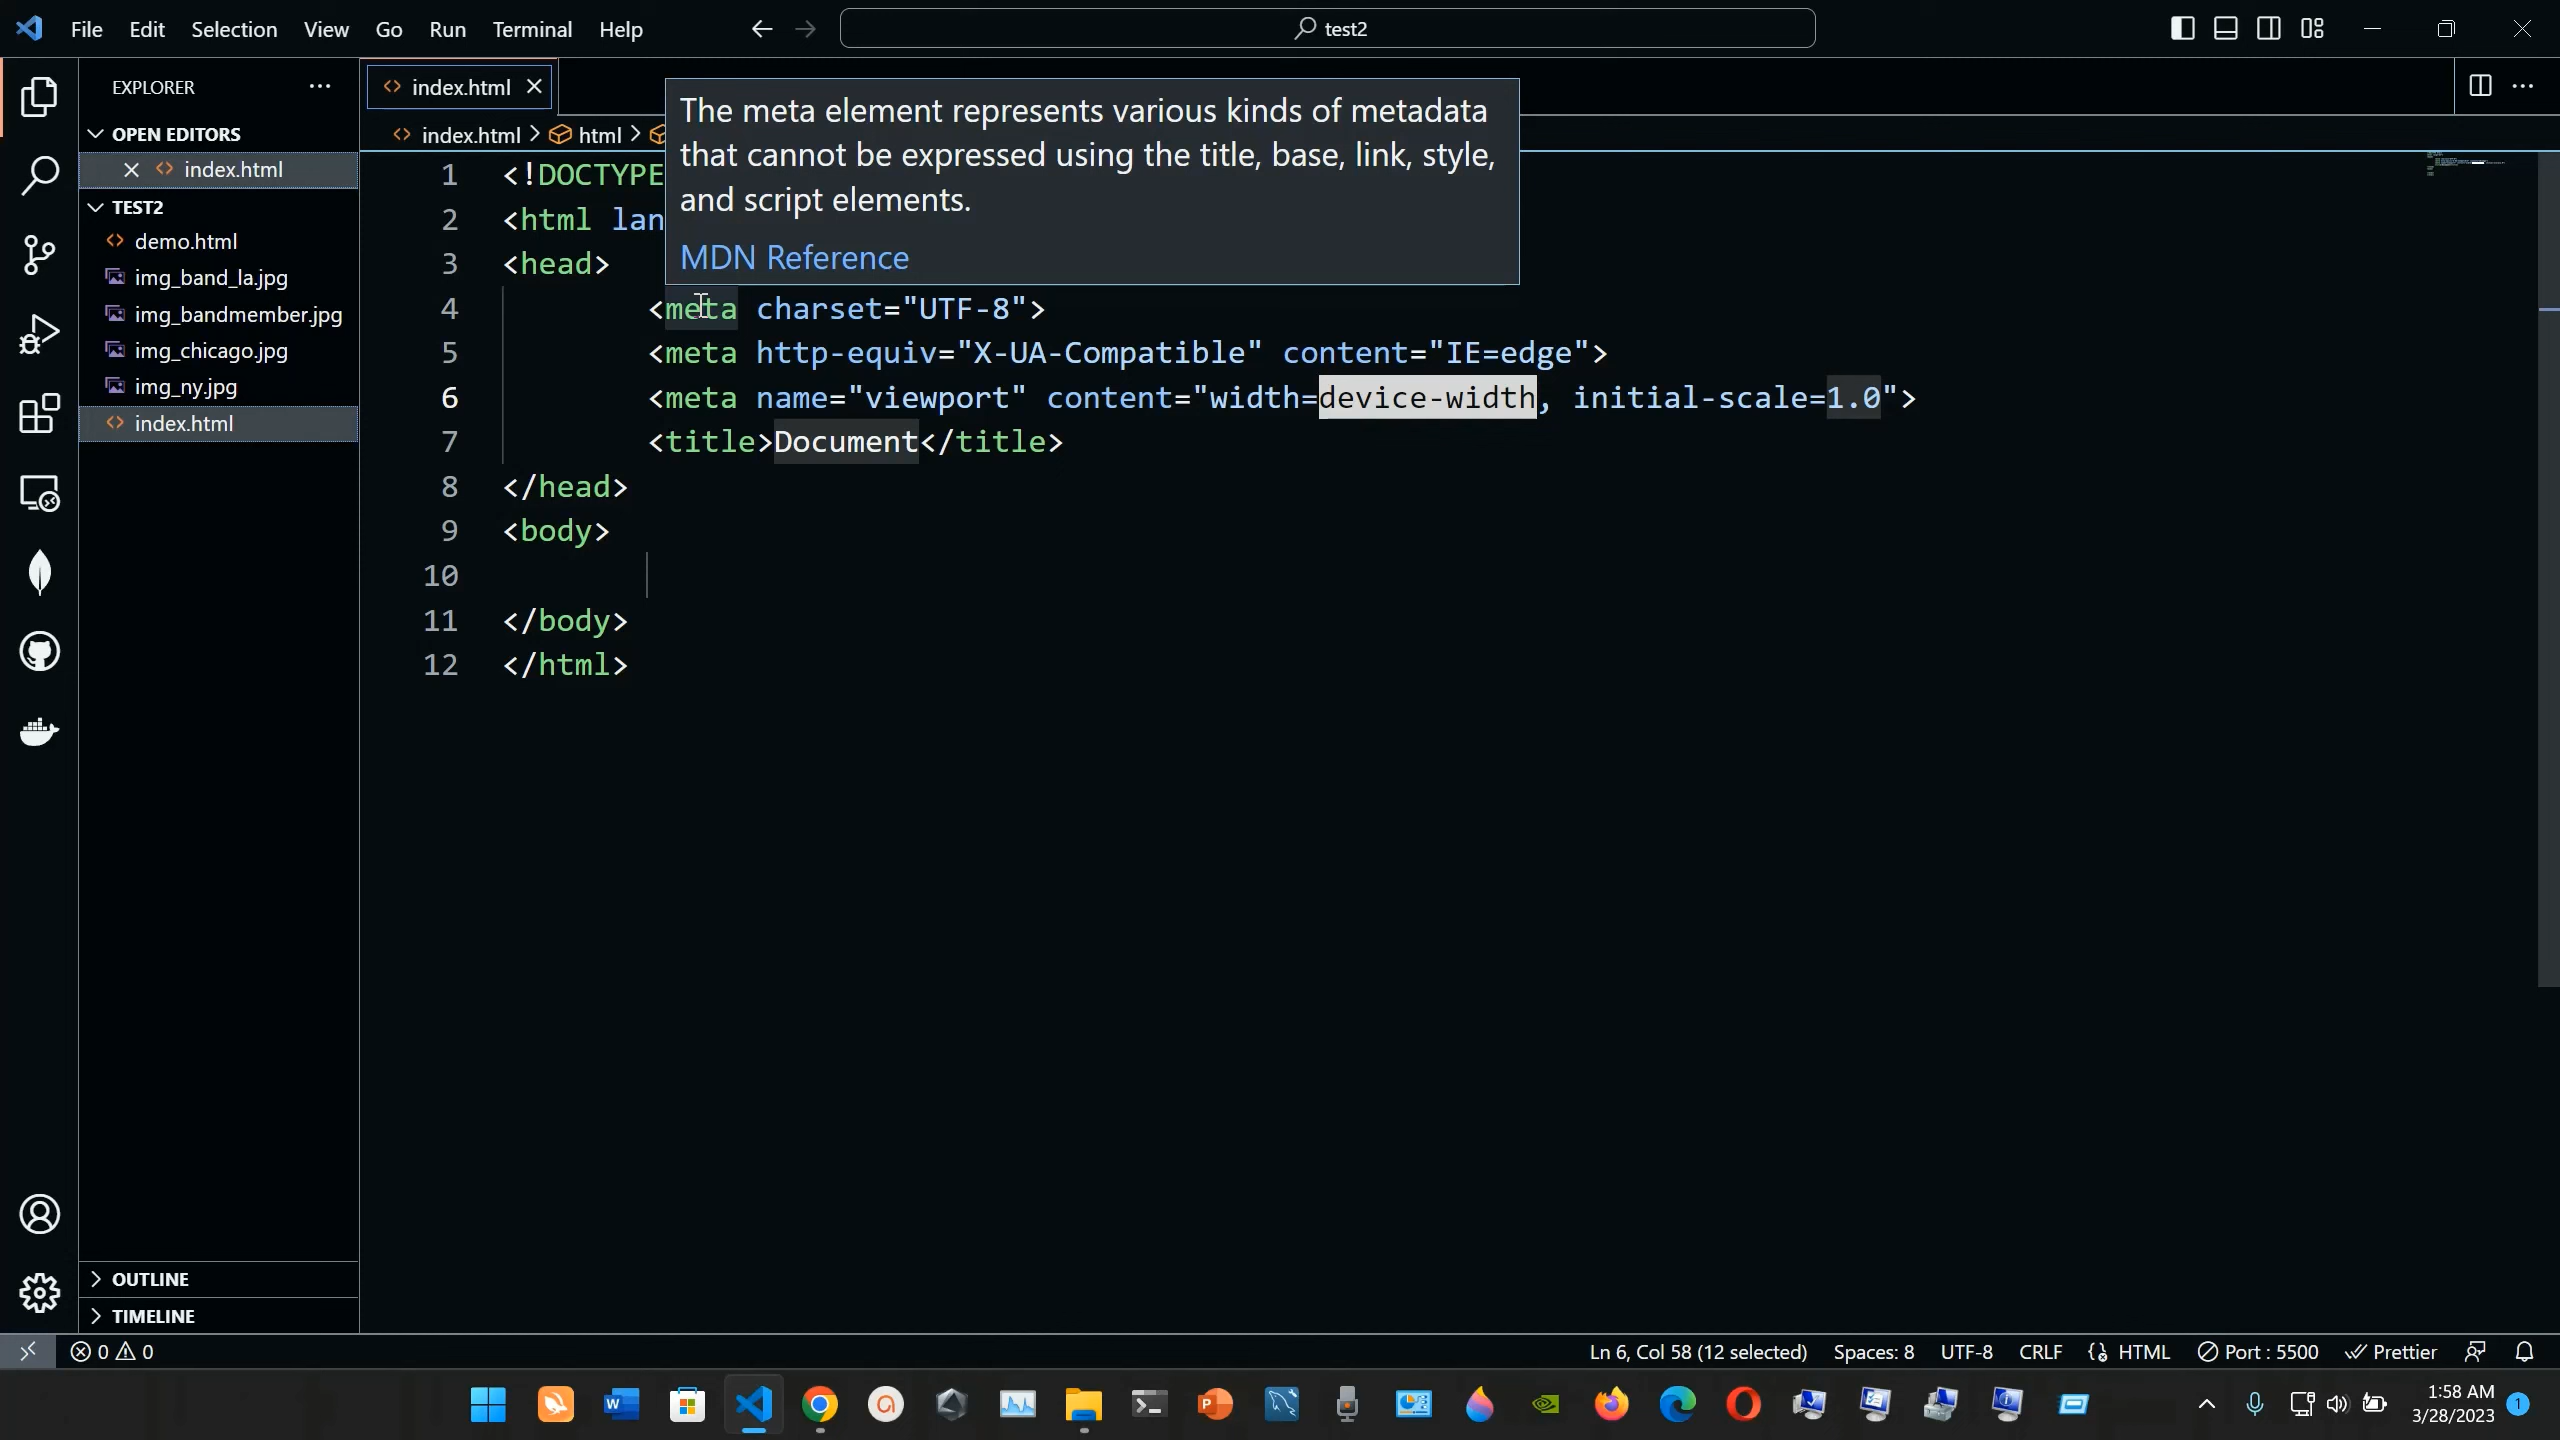 File Edit Selection View Go Run Terminal Help
test2
EXPLORER
OPEN EDITORS
index.html
TEST2
demo.html
img_band_la.jpg
img_bandmember.jpg
img_chicago.jpg
img_ny.jpg
index.html
OUTLINE
TIMELINE
index.html
index.html > html >
The meta element represents various kinds of metadata
that cannot be expressed using the title, base, link, style,
and script elements.
MDN Reference
1 <!DOCTYPE
2 <html lan
3 <head>
4 <meta charset="UTF-8">
5 <meta http-equiv="X-UA-Compatible" content="IE=edge">
6 <meta name="viewport" content="width=device-width, initial-scale=1.0">
7 <title>Document</title>
8 </head>
9 <body>
10
11 </body>
12 </html>
0 0 Ln 6, Col 58 (12 selected) Spaces: 8 UTF-8 CRLF HTML Port : 5500 Prettier
1:58 AM
3/28/2023 1